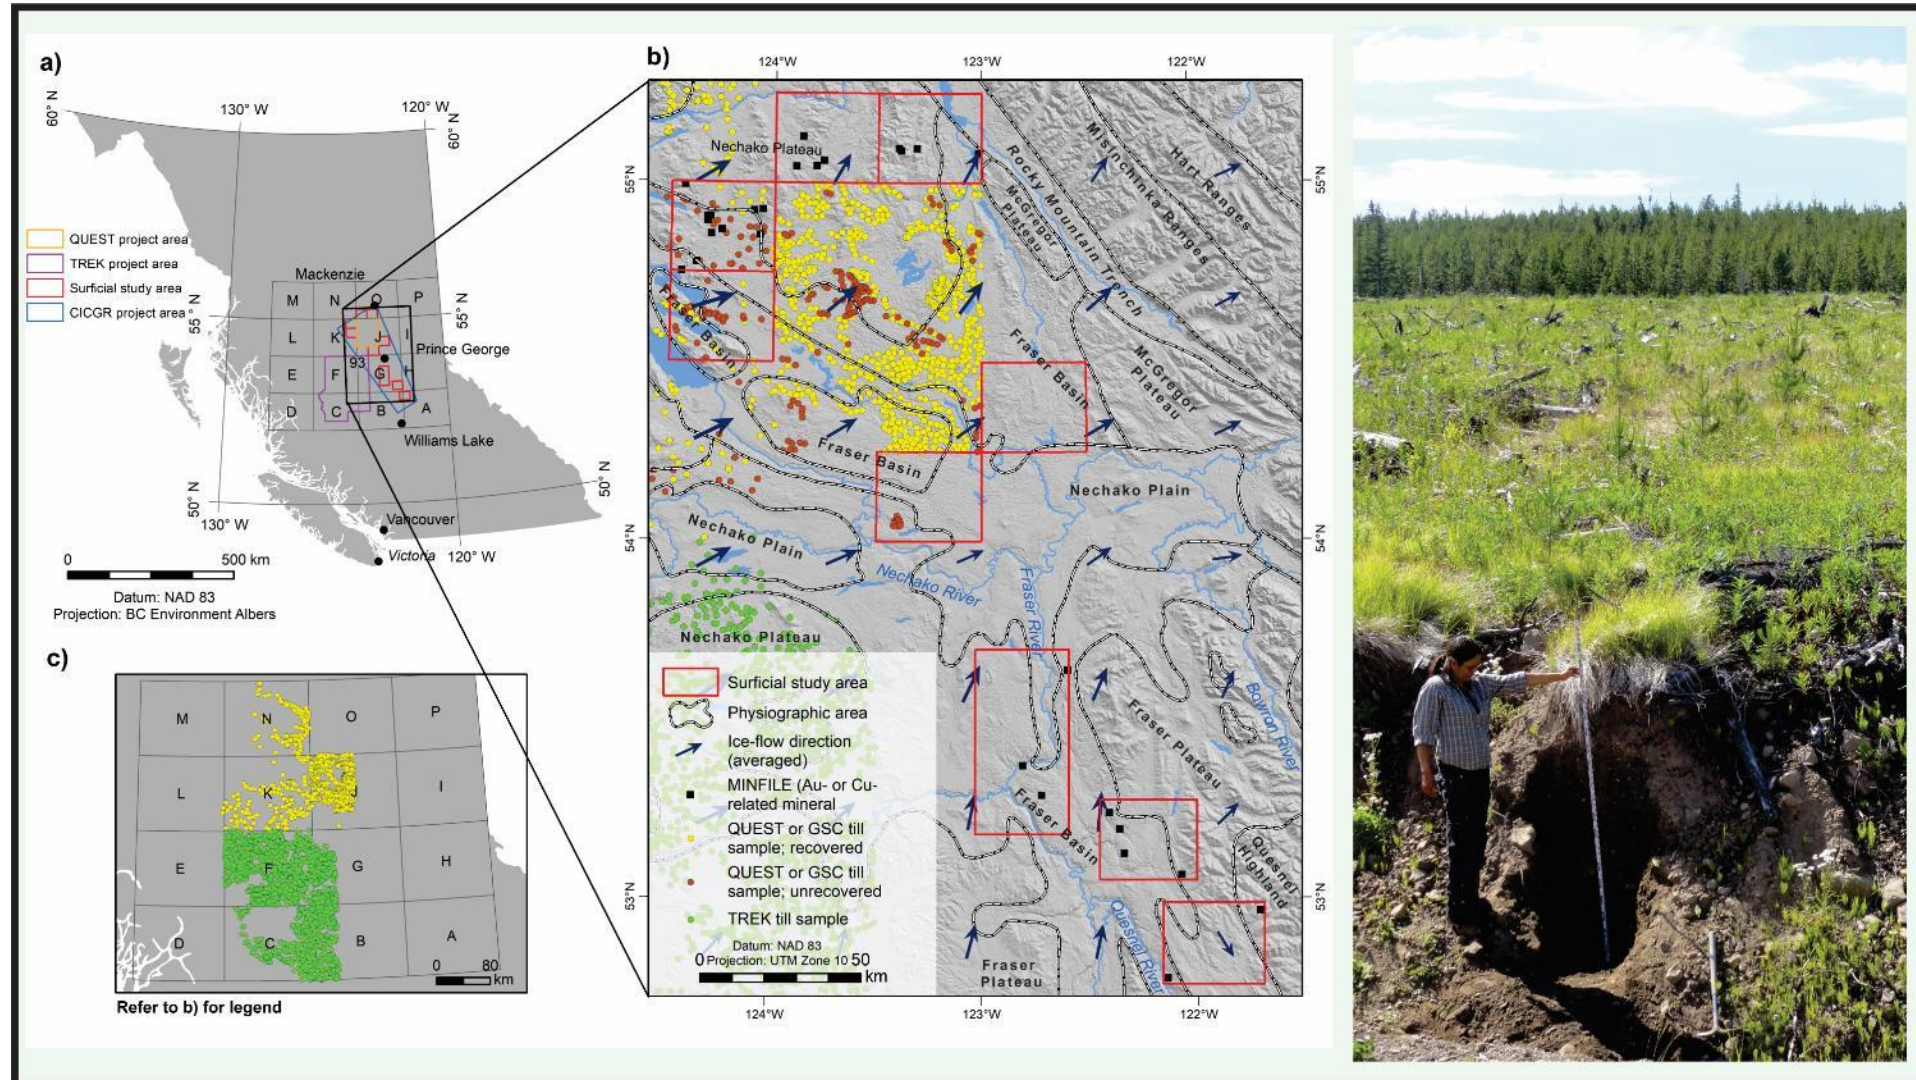 a)
130° W
120° W
60° N
60° N
QUEST project area
TREK project area
Surficial study area
CICGR project area
Mackenzie
M
N
O
P
55° N
55° N
L
K
J
I
Prince George
93
E
F
G
H
D
C
B
A
Williams Lake
50° N
50° N
130° W
Vancouver
Victoria
120° W
0
500 km
Datum: NAD 83
Projection: BC Environment Albers
c)
M
N
O
P
L
K
J
I
E
F
G
H
D
C
B
A
0
80
km
Refer to b) for legend
b)
124°W
123°W
122°W
55°N
55°N
54°N
54°N
53°N
53°N
Nechako Plateau
Rocky Mountain Trench
Misinchinka Ranges
Hart Ranges
McGregor
Plateau
Fraser Basin
Fraser Basin
McGregor
Plateau
Fraser Basin
Nechako Plain
Nechako Plain
Nechako River
Fraser River
Nechako Plateau
Bowron River
Fraser Plateau
Fraser Basin
Quesnel
Highland
Quesnel River
Fraser
Plateau
Surficial study area
Physiographic area
Ice-flow direction
(averaged)
MINFILE (Au- or Cu-
related mineral
QUEST or GSC till
sample; recovered
QUEST or GSC till
sample; unrecovered
TREK till sample
Datum: NAD 83
Projection: UTM Zone 10
0
50
km
124°W
123°W
122°W